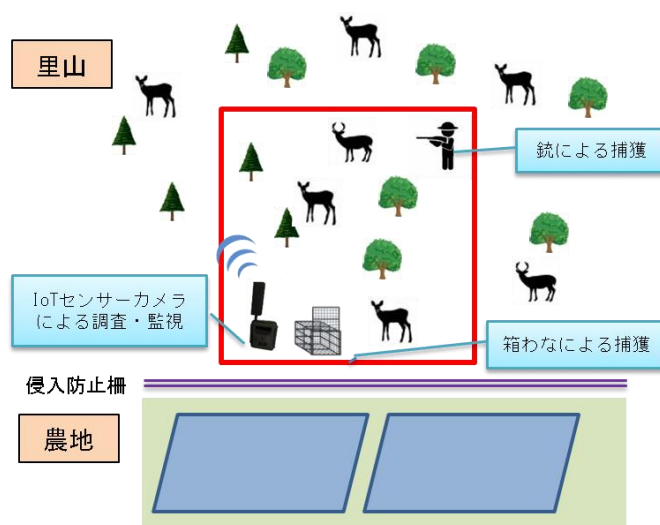 里山
銃による捕獲
IoTセンサーカメラ
による調査・監視
箱わなによる捕獲
侵入防止柵
農地